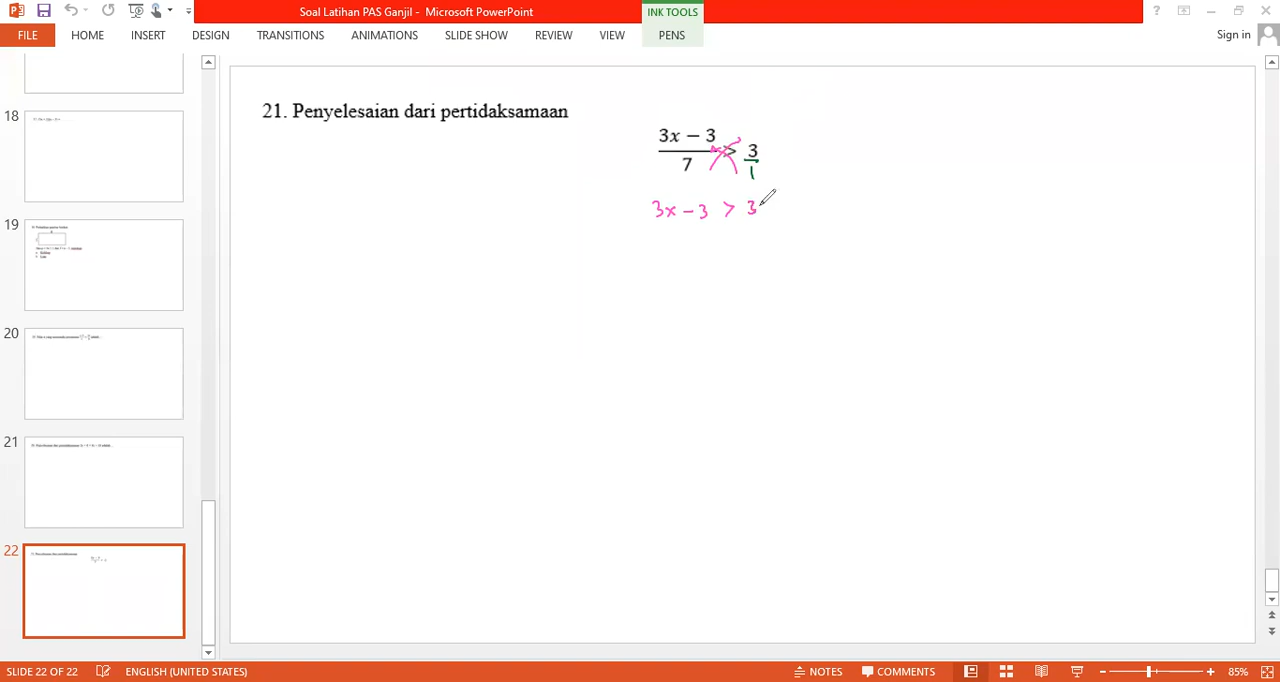 Soal Latihan PAS Ganjil - Microsoft PowerPoint
INK TOOLS
?
FILE HOME INSERT DESIGN TRANSITIONS ANIMATIONS SLIDE SHOW REVIEW VIEW PENS
Sign in
18
19
20
21
22
21. Penyelesaian dari pertidaksamaan
3x − 3
7
>
3
1
3x − 3 > 3
SLIDE 22 OF 22 ENGLISH (UNITED STATES) NOTES COMMENTS 85%